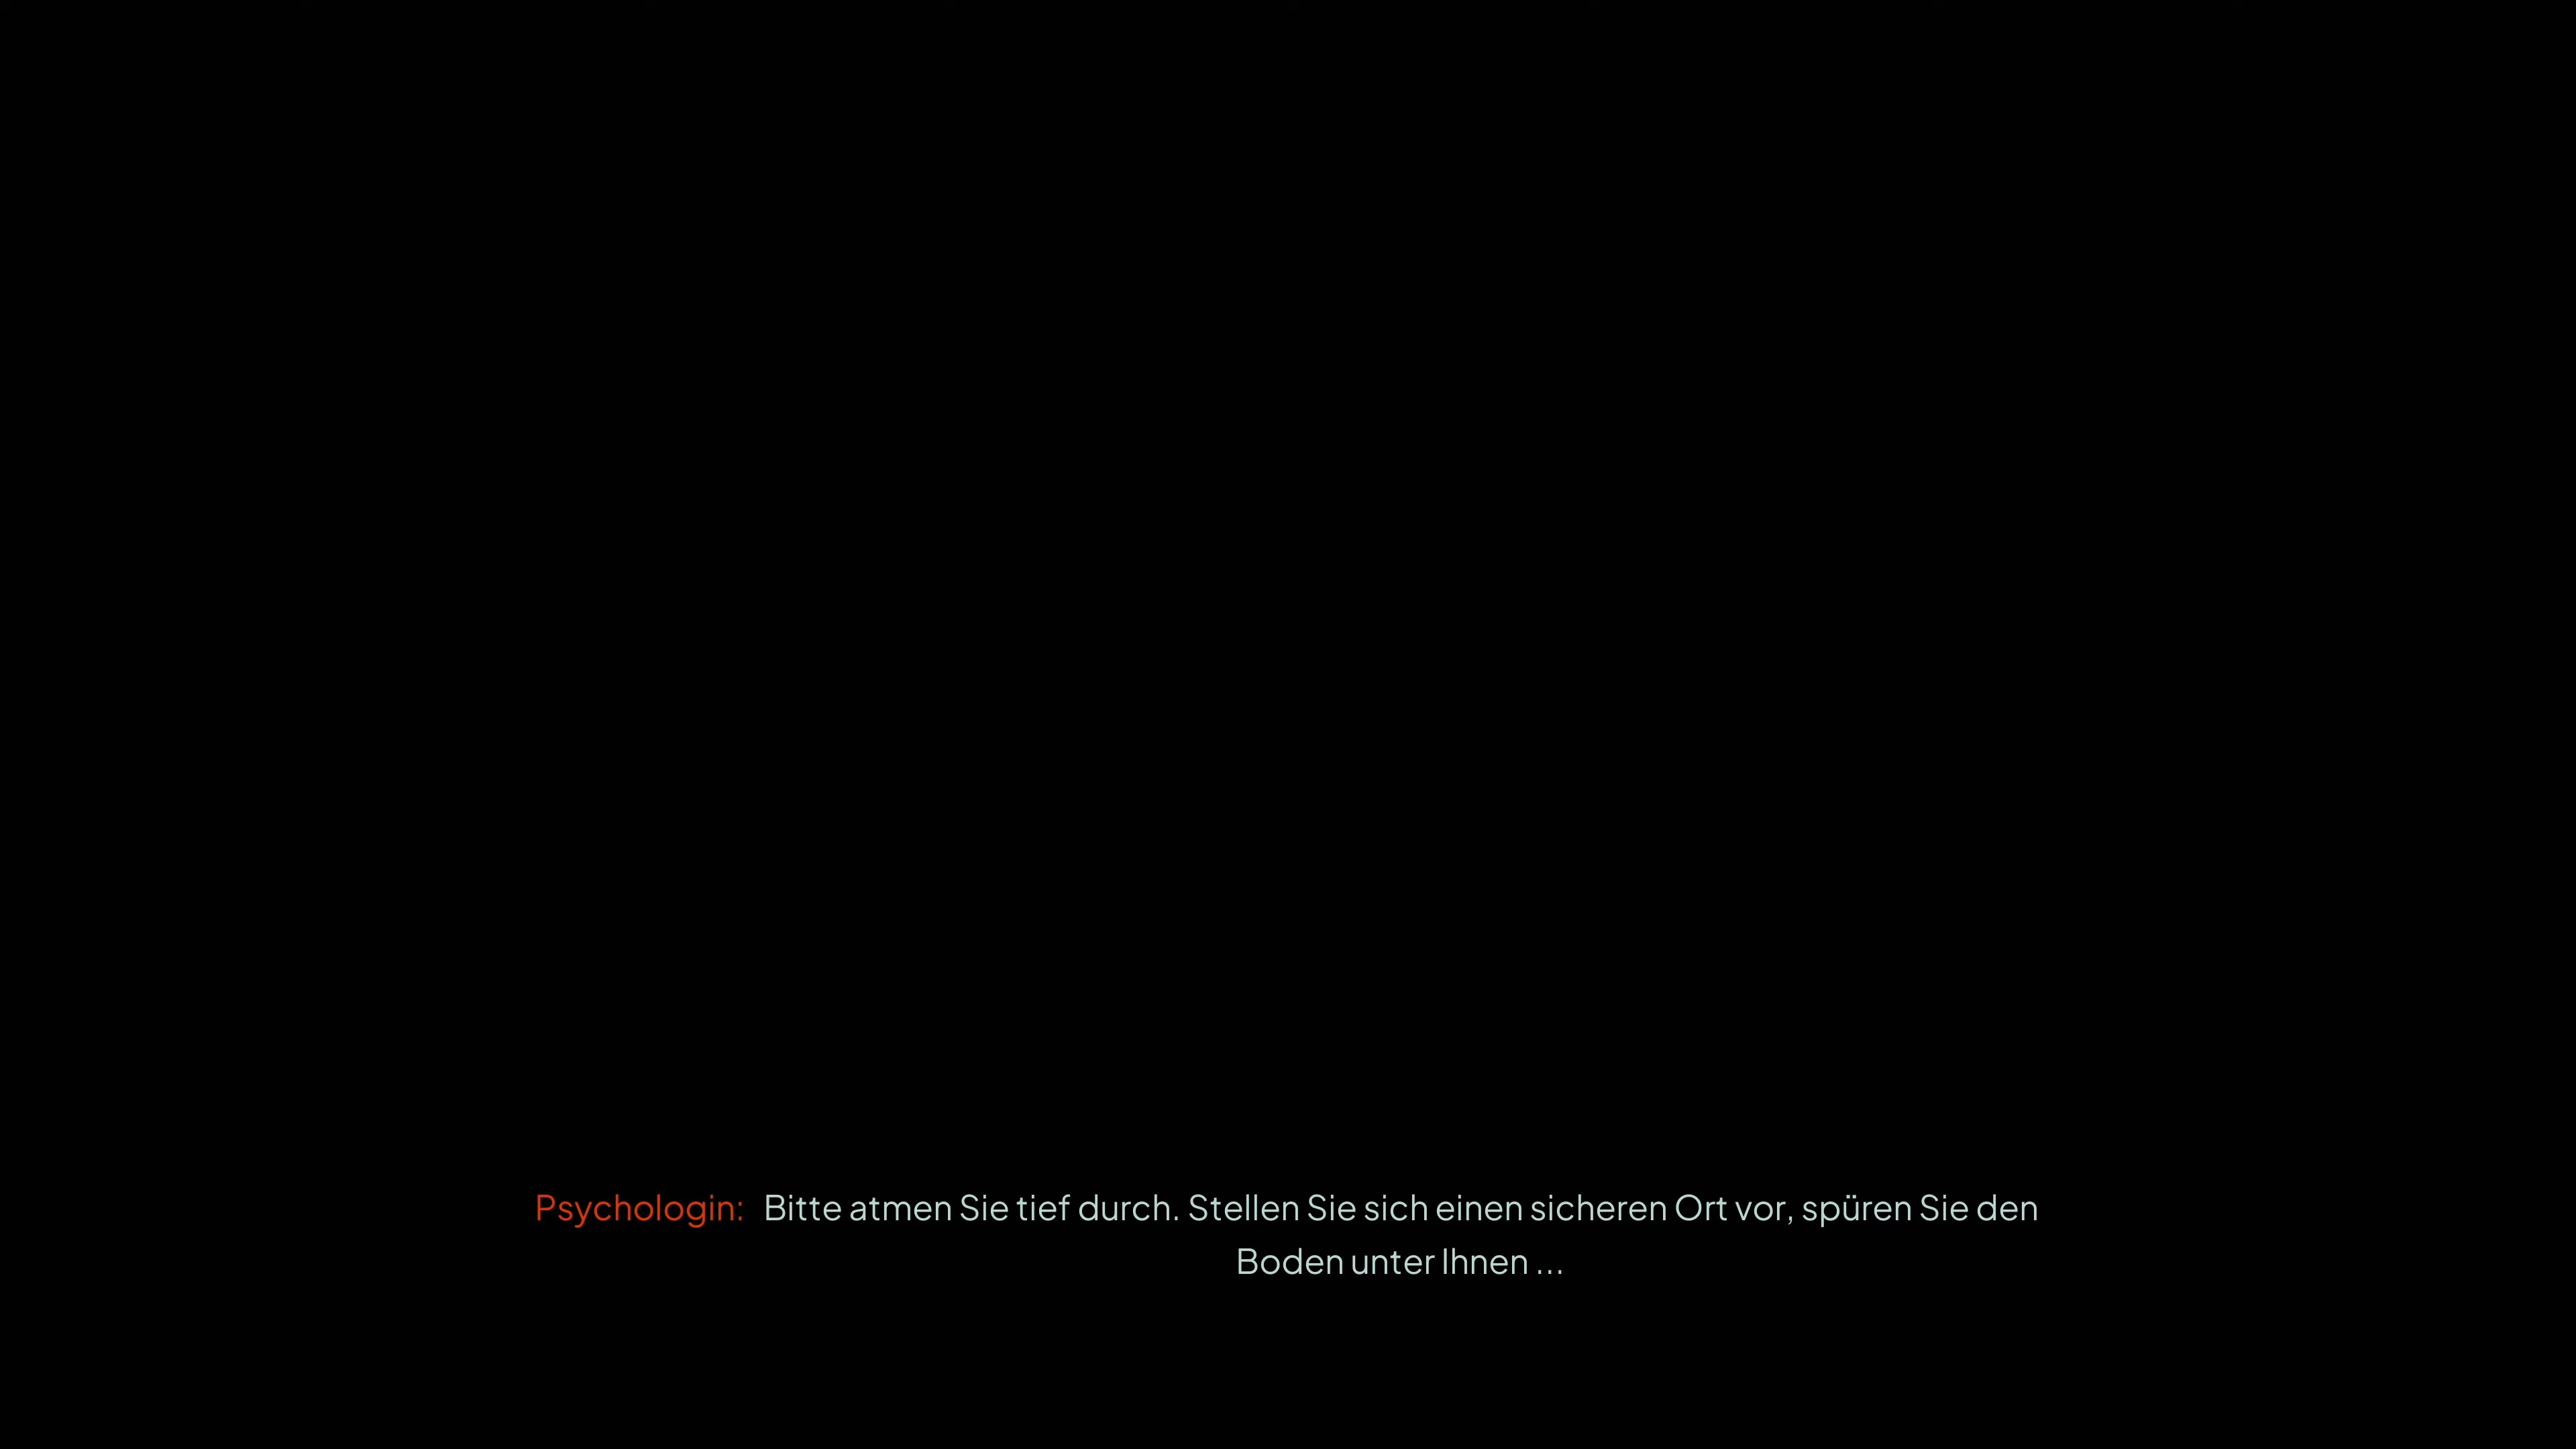 Psychologin: Bitte atmen Sie tief durch. Stellen Sie sich einen sicheren Ort vor, spüren Sie den
Boden unter Ihnen ...